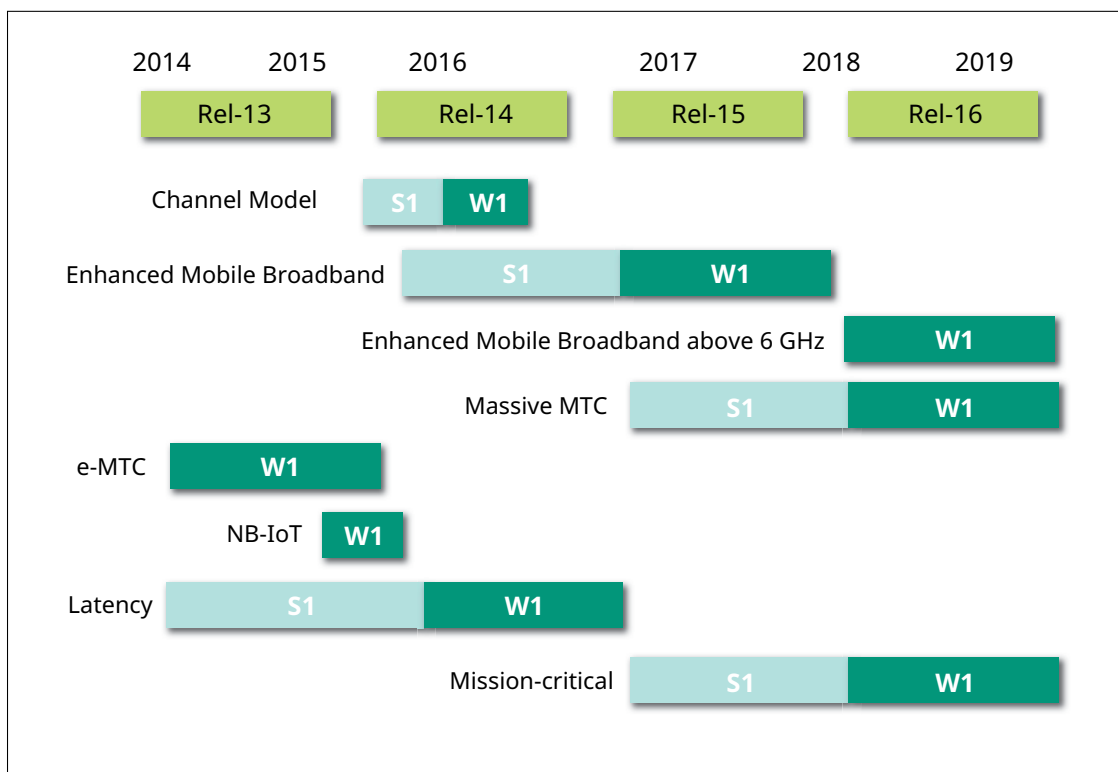 2014 2015 2016 2017 2018 2019
Rel-13 Rel-14 Rel-15 Rel-16
Channel Model S1 W1
Enhanced Mobile Broadband S1 W1
Enhanced Mobile Broadband above 6 GHz W1
Massive MTC S1 W1
e-MTC W1
NB-IoT W1
Latency S1 W1
Mission-critical S1 W1